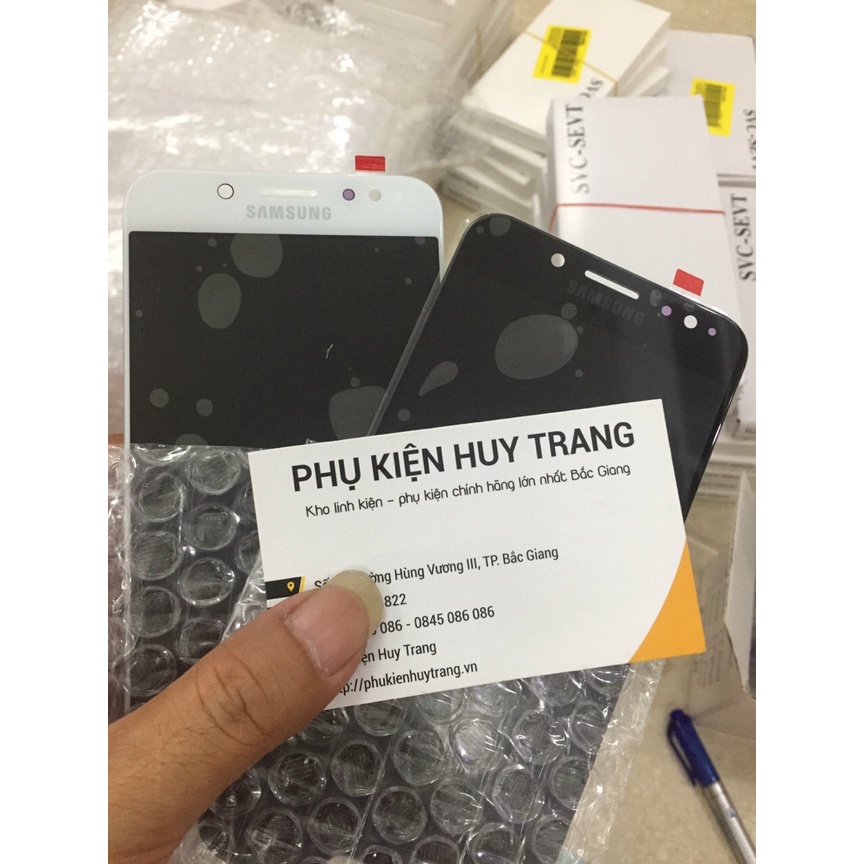 SVC-SEVT
SVC-SEVT
SAMSUNG
SAMSUNG
PHỤ KIỆN HUY TRANG
Kho linh kiện - phụ kiện chính hãng lớn nhất Bắc Giang
Hùng Vương III, TP. Bắc Giang
822
086 - 0845 086 086
Huy Trang
http://phukienhuytrang.vn